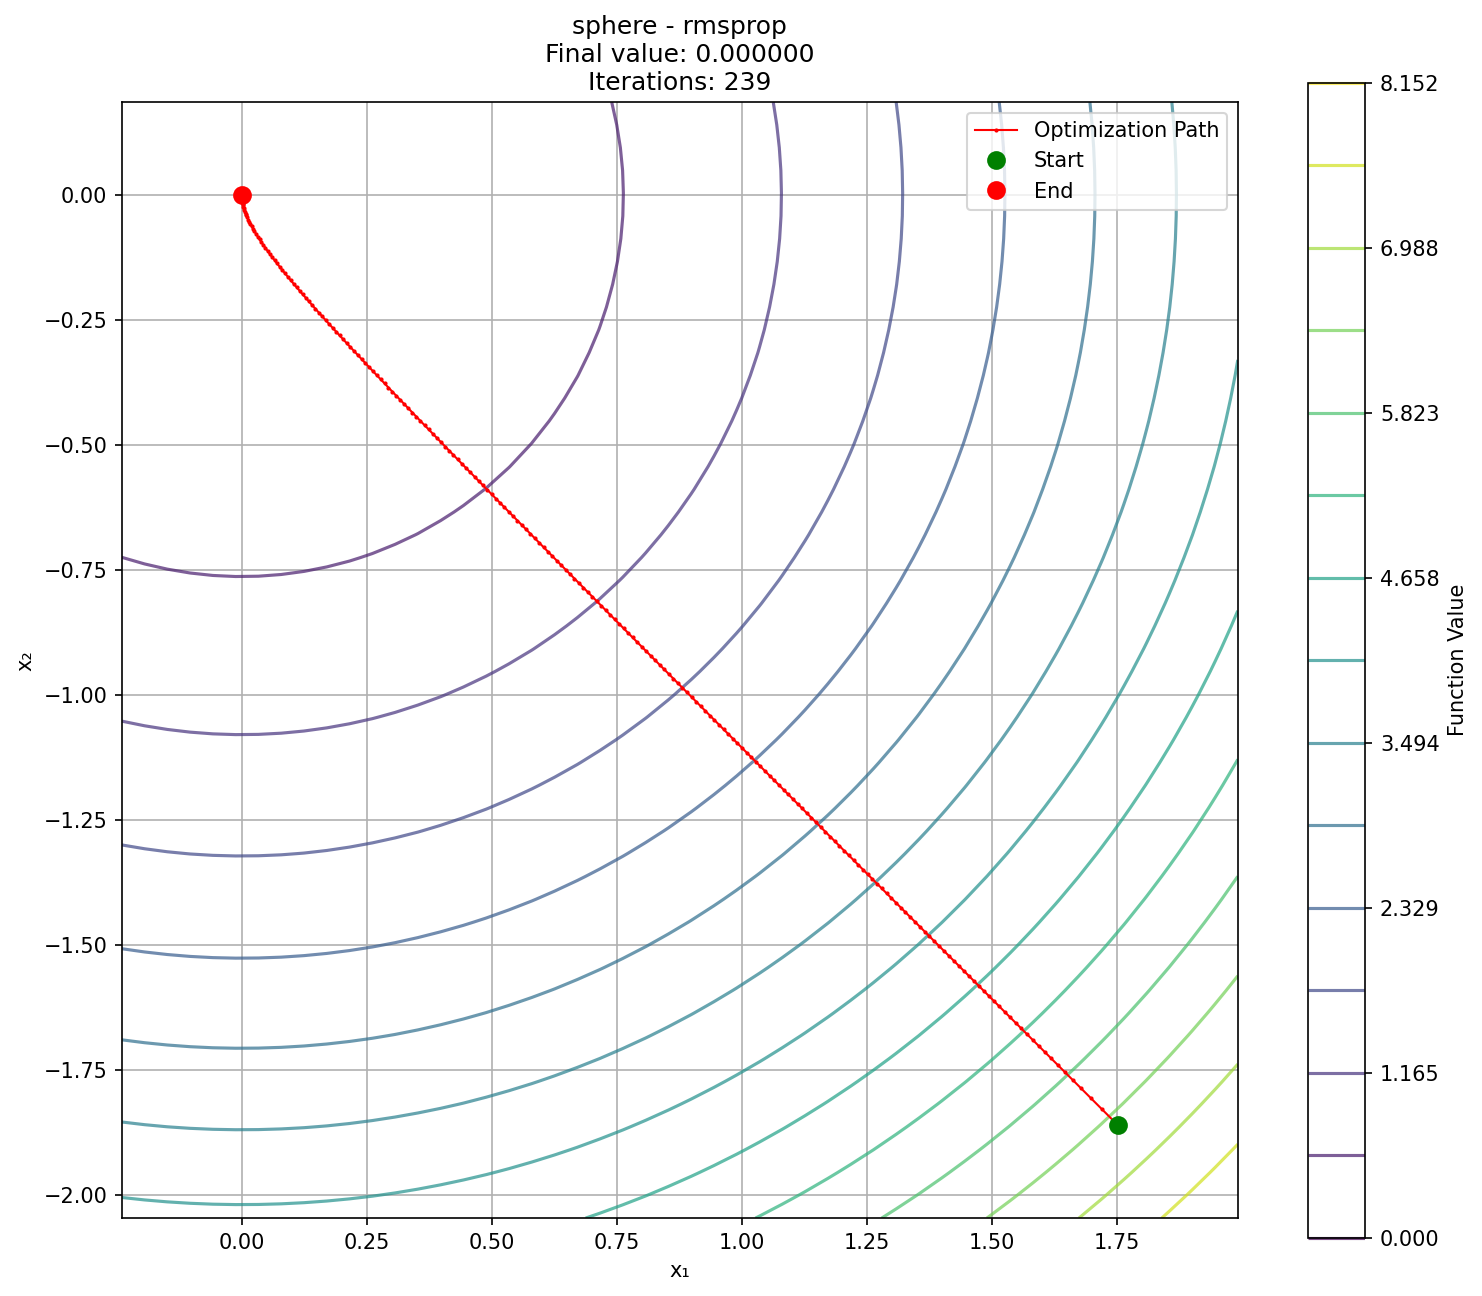 sphere - rmsprop
Final value: 0.000000
Iterations: 239
Optimization Path
Start
End
0.00
−0.25
−0.50
−0.75
−1.00
−1.25
−1.50
−1.75
−2.00
x₂
0.00
0.25
0.50
0.75
1.00
1.25
1.50
1.75
x₁
8.152
6.988
5.823
4.658
3.494
2.329
1.165
0.000
Function Value